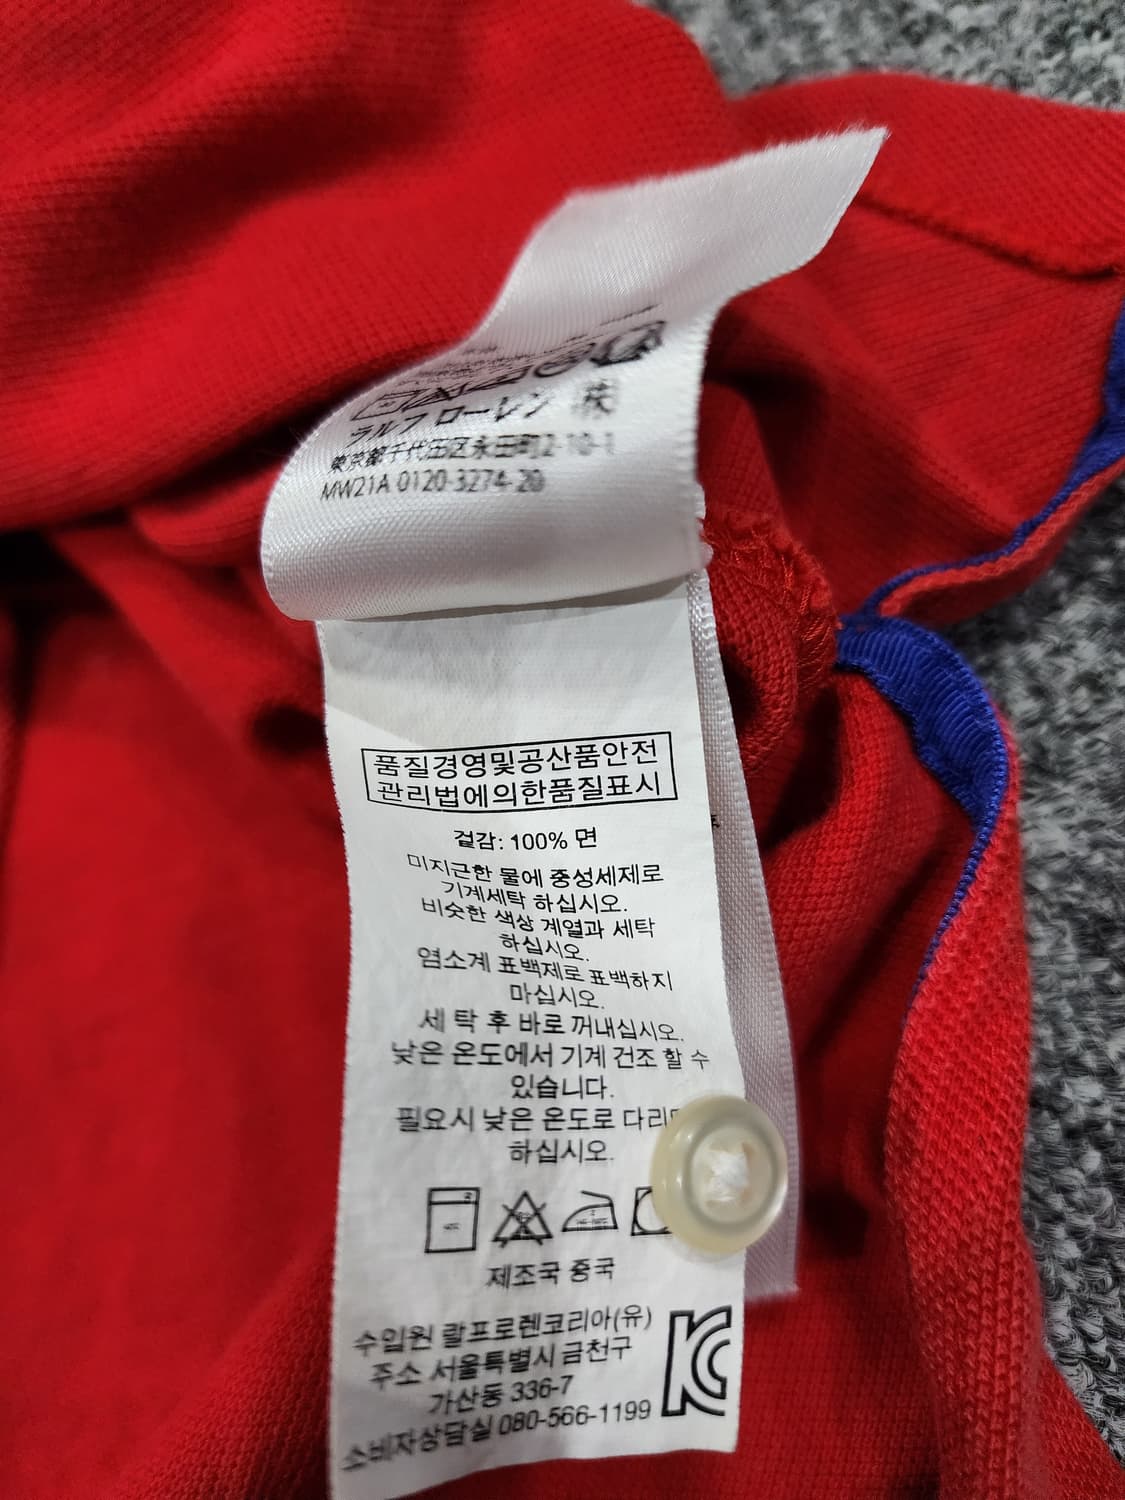 ラルフ ローレン 株
東京都千代田区永田町2-10-1
MW21A 0120-3274-20
품질경영및공산품안전
관리법에의한품질표시
겉감: 100% 면
미지근한 물에 중성세제로
기계세탁 하십시오.
비슷한 색상 계열과 세탁
하십시오.
염소계 표백제로 표백하지
마십시오.
세탁 후 바로 꺼내십시오.
낮은 온도에서 기계 건조 할 수
있습니다.
필요시 낮은 온도로
하십시오.
제조국 중국
수입원 랄프로렌코리아(유)
주소 서울특별시 금천구
가산동 336-7
소비자상담실 080-566-1199